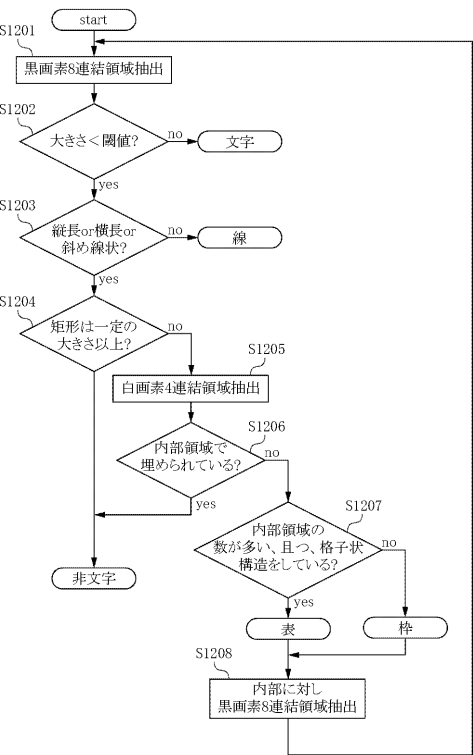 start
S1201
黒画素8連結領域抽出
S1202
大きさ<閾値?
no
文字
yes
S1203
縦長or横長or
斜め線状?
no
線
yes
S1204
矩形は一定の
大きさ以上?
no
S1205
白画素4連結領域抽出
S1206
内部領域で
埋められている?
no
yes
S1207
内部領域の
数が多い、且つ、格子状
構造をしている?
no
非文字
yes
表
枠
S1208
内部に対し
黒画素8連結領域抽出